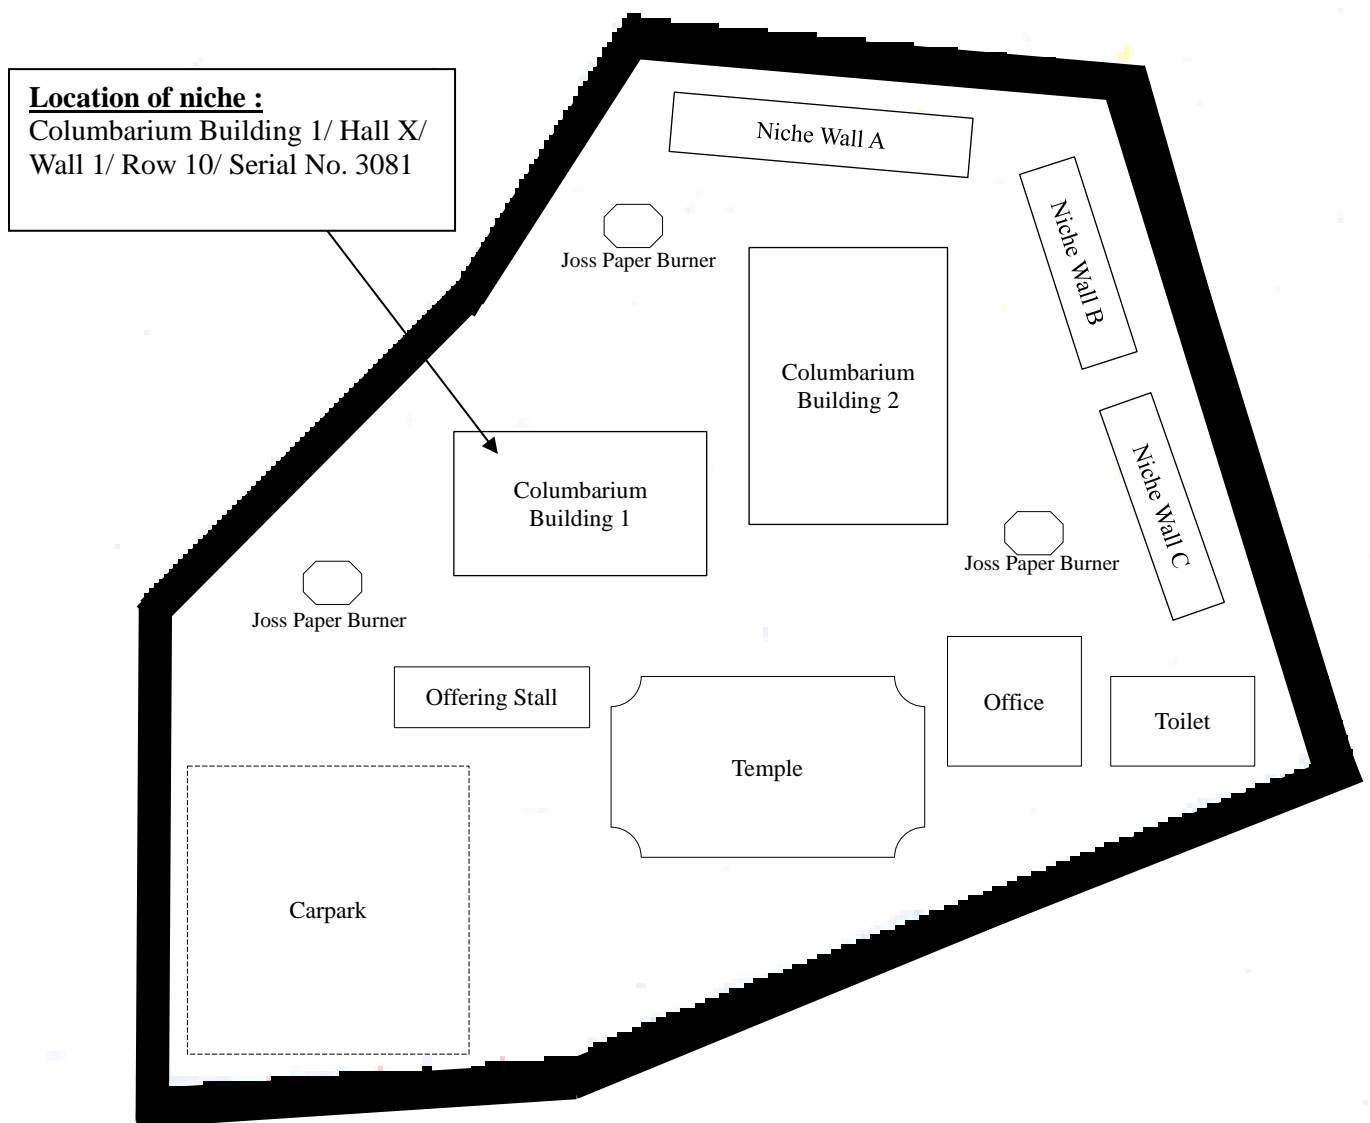 Location of niche :
Columbarium Building 1/ Hall X/
Wall 1/ Row 10/ Serial No. 3081
Niche Wall A
Niche Wall B
Joss Paper Burner
Columbarium
Building 2
Niche Wall C
Columbarium
Building 1
Joss Paper Burner
Joss Paper Burner
Offering Stall
Office
Toilet
Temple
Carpark